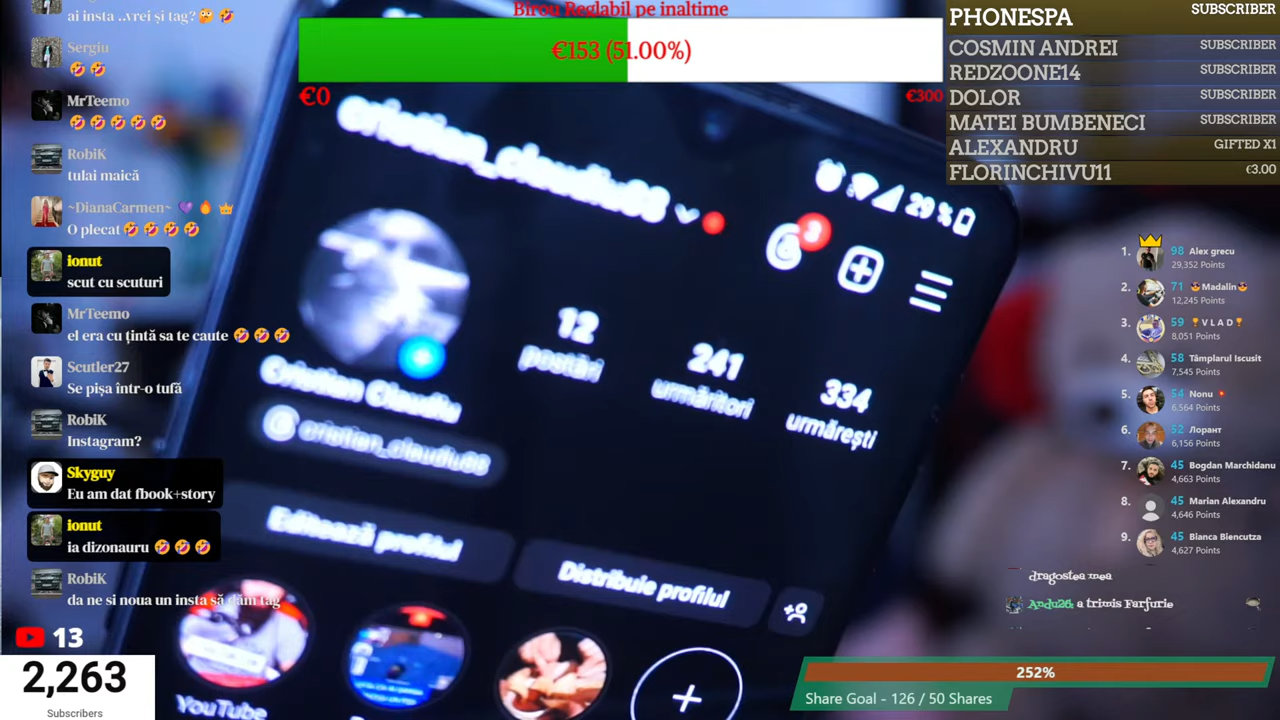 ai insta ..vrei și tag?🤔 🤣
Sergiu
🤣 🤣
MrTeemo
🤣 🤣 🤣 🤣 🤣
RobiK
tulai maică
~DianaCarmen~ 💜 🔥 👑
O plecat 🤣 🤣 🤣 🤣
ionut
scut cu scuturi
MrTeemo
el era cu țintă sa te caute 🤣 🤣 🤣
Scutler27
Se pișa într-o tufă
RobiK
Instagram?
Skyguy
Eu am dat fbook+story
ionut
ia dizonauru 🤣 🤣 🤣
RobiK
da ne si noua un insta să dăm tag
13
2,263
Subscribers
Birou Reglabil pe inaltime
€153 (51.00%)
€0
€300
cristian_claudiu88
29 %
3
12
postări
241
urmăritori
334
urmărești
Cristian Claudiu
cristian_claudiu88
Editează profilul
Distribuie profilul
YouTube
PHONESPA SUBSCRIBER
COSMIN ANDREI SUBSCRIBER
REDZOONE14 SUBSCRIBER
DOLOR SUBSCRIBER
MATEI BUMBENECI SUBSCRIBER
ALEXANDRU GIFTED X1
FLORINCHIVU11 €3.00
1. 98 Alex grecu
29,352 Points
2. 71 Madalin
12,245 Points
3. 59 🏆V L A D🏆
8,051 Points
4. 58 Tâmplarul Iscusit
7,545 Points
5. 54 Nonu
6,564 Points
6. 52 Лорант
6,156 Points
7. 45 Bogdan Marchidanu
4,663 Points
8. 45 Marian Alexandru
4,646 Points
9. 45 Bianca Biencutza
4,627 Points
dragostea mea
Andu26: a trimis Farfurie
252%
Share Goal - 126 / 50 Shares